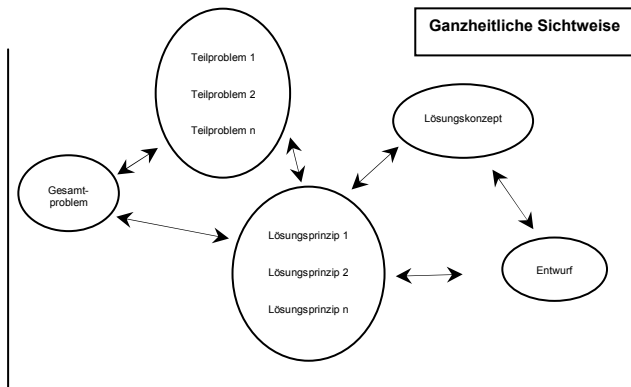 Ganzheitliche Sichtweise
Teilproblem 1
Teilproblem 2
Teilproblem n
Lösungskonzept
Gesamt-
problem
Lösungsprinzip 1
Lösungsprinzip 2
Lösungsprinzip n
Entwurf